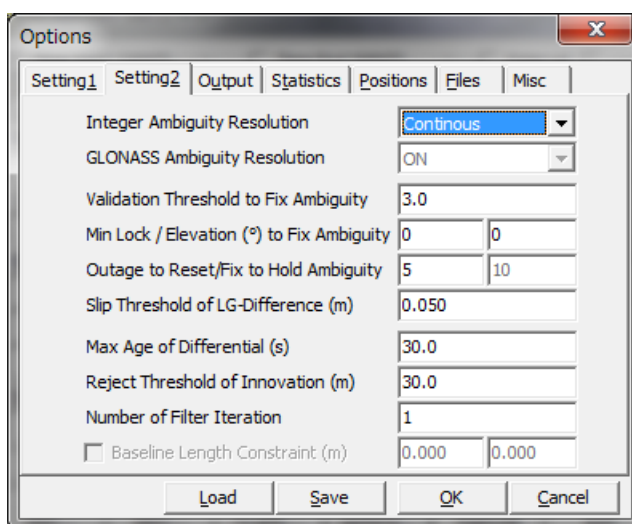 Options
Setting1 Setting2 Output Statistics Positions Files Misc
Integer Ambiguity Resolution Continous
GLONASS Ambiguity Resolution ON
Validation Threshold to Fix Ambiguity 3.0
Min Lock / Elevation (°) to Fix Ambiguity 0 0
Outage to Reset/Fix to Hold Ambiguity 5 10
Slip Threshold of LG-Difference (m) 0.050
Max Age of Differential (s) 30.0
Reject Threshold of Innovation (m) 30.0
Number of Filter Iteration 1
Baseline Length Constraint (m) 0.000 0.000
Load Save OK Cancel